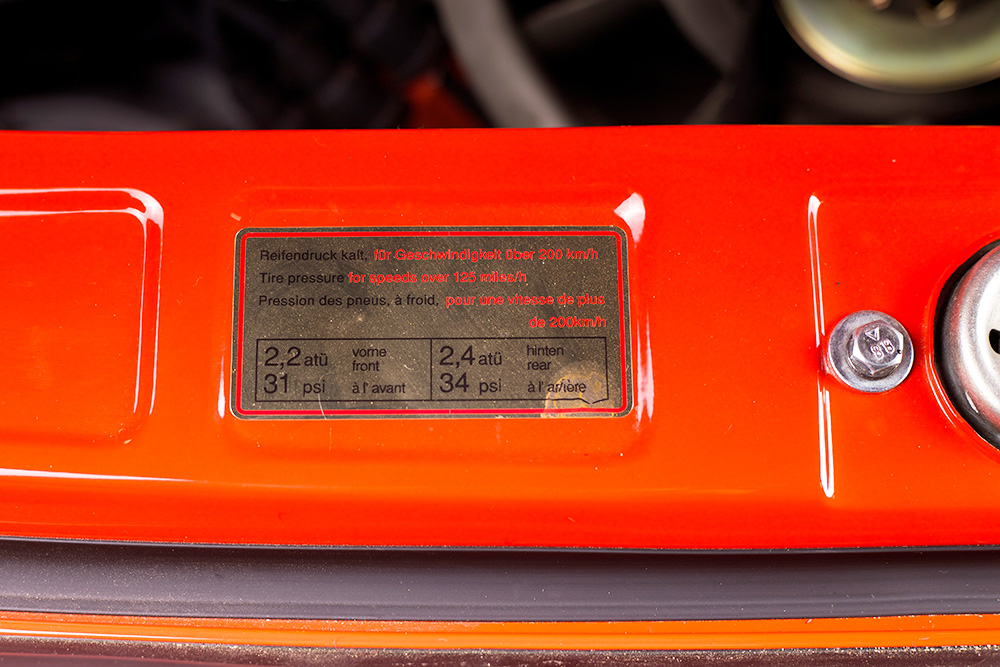 Reifendruck kalt, für Geschwindigkeit über 200 km/h
Tire pressure for speeds over 125 miles/h
Pression des pneus, à froid, pour une vitesse de plus
de 200km/h
2,2 atü vorne 2,4 atü hinten
front rear
31 psi à l'avant 34 psi à l'arrière
88